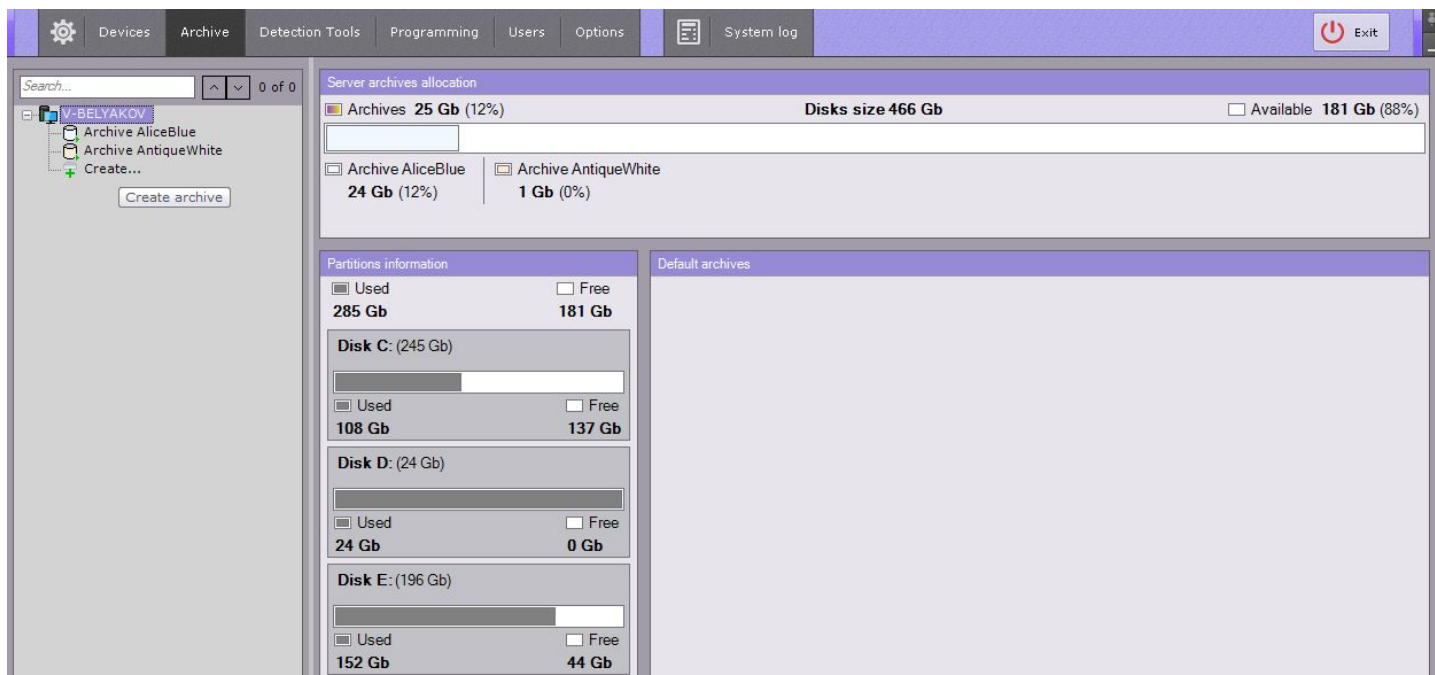 Devices Archive Detection Tools Programming Users Options System log Exit
Search... 0 of 0
V-BELYAKOV
Archive AliceBlue
Archive AntiqueWhite
Create...
Create archive
Server archives allocation
Archives 25 Gb (12%) Disks size 466 Gb Available 181 Gb (88%)
Archive AliceBlue Archive AntiqueWhite
24 Gb (12%) 1 Gb (0%)
Partitions information
Used Free
285 Gb 181 Gb
Disk C: (245 Gb)
Used Free
108 Gb 137 Gb
Disk D: (24 Gb)
Used Free
24 Gb 0 Gb
Disk E: (196 Gb)
Used Free
152 Gb 44 Gb
Default archives